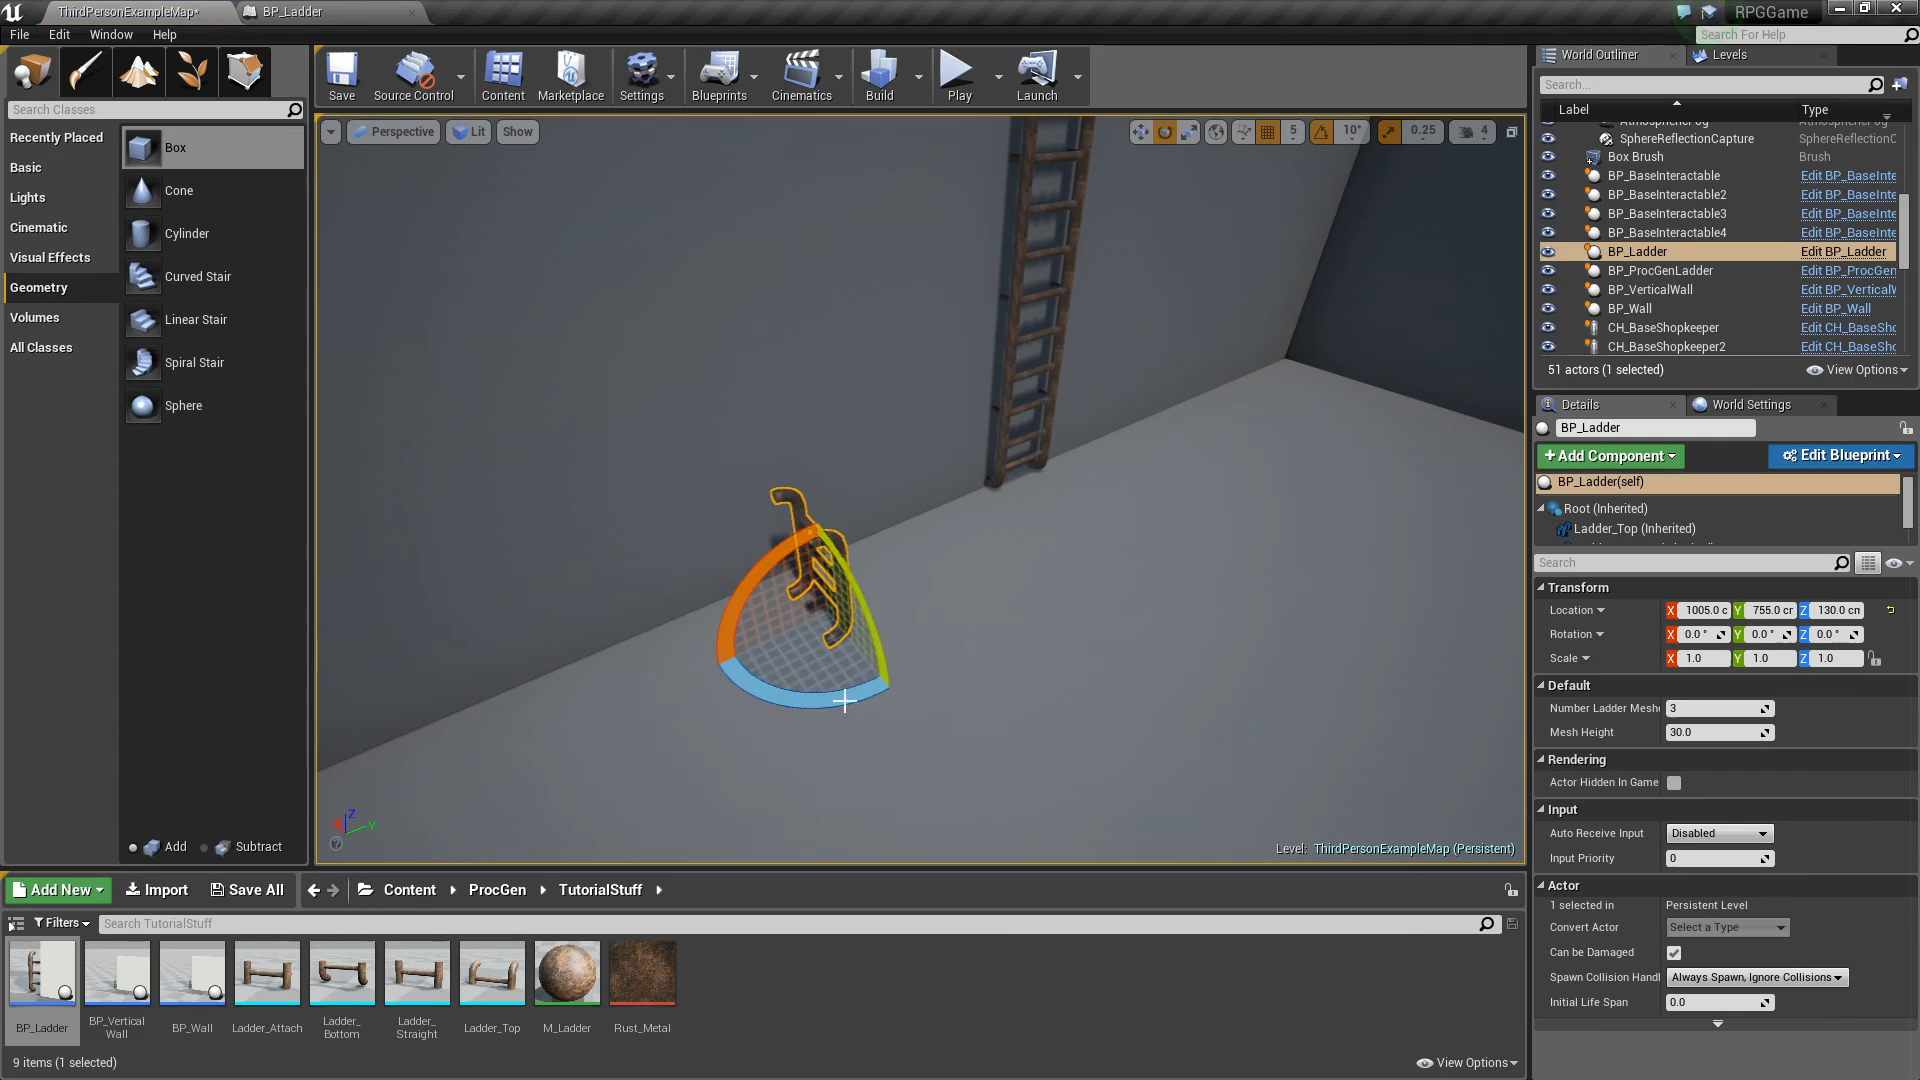 ThirdPersonExampleMap*
BP_Ladder
RPGGame
File
Edit
Window
Help
Search For Help
Save
Source Control
Content
Marketplace
Settings
Blueprints
Cinematics
Build
Play
Launch
Search Classes
Recently Placed
Basic
Lights
Cinematic
Visual Effects
Geometry
Volumes
All Classes
Box
Cone
Cylinder
Curved Stair
Linear Stair
Spiral Stair
Sphere
Add
Subtract
Perspective
Lit
Show
5
10°
0.25
4
Z
Y
Level: ThirdPersonExampleMap (Persistent)
World Outliner
Levels
Search...
Label
Type
SphereReflectionCapture
SphereReflectionC
Box Brush
Brush
BP_BaseInteractable
Edit BP_BaseInte
BP_BaseInteractable2
Edit BP_BaseInte
BP_BaseInteractable3
Edit BP_BaseInte
BP_BaseInteractable4
Edit BP_BaseInte
BP_Ladder
Edit BP_Ladder
BP_ProcGenLadder
Edit BP_ProcGen
BP_VerticalWall
Edit BP_VerticalV
BP_Wall
Edit BP_Wall
CH_BaseShopkeeper
Edit CH_BaseSho
CH_BaseShopkeeper2
Edit CH_BaseSho
51 actors (1 selected)
View Options
Details
World Settings
BP_Ladder
+Add Component
Edit Blueprint
BP_Ladder(self)
Root (Inherited)
Ladder_Top (Inherited)
Search
Transform
Location
X 1005.0 c
Y 755.0 cr
Z 130.0 cn
Rotation
X 0.0 °
Y 0.0 °
Z 0.0 °
Scale
X 1.0
Y 1.0
Z 1.0
Default
Number Ladder Mesh
3
Mesh Height
30.0
Rendering
Actor Hidden In Game
Input
Auto Receive Input
Disabled
Input Priority
0
Actor
1 selected in
Persistent Level
Convert Actor
Select a Type
Can be Damaged
Spawn Collision Handl
Always Spawn, Ignore Collisions
Initial Life Span
0.0
Add New
Import
Save All
Content
ProcGen
TutorialStuff
Filters
Search TutorialStuff
BP_Ladder
BP_Vertical
Wall
BP_Wall
Ladder_Attach
Ladder_
Bottom
Ladder_
Straight
Ladder_Top
M_Ladder
Rust_Metal
9 items (1 selected)
View Options